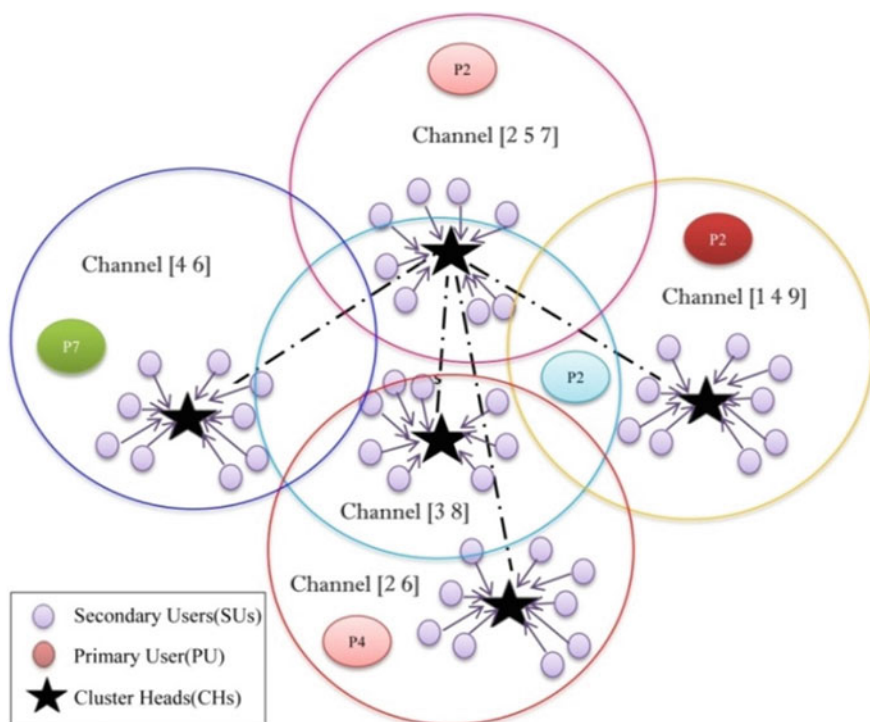 P2
Channel [2 5 7]
P2
Channel [4 6]
Channel [1 4 9]
P7
P2
Channel [3 8]
Channel [2 6]
P4
Secondary Users(SUs)
Primary User(PU)
Cluster Heads(CHs)